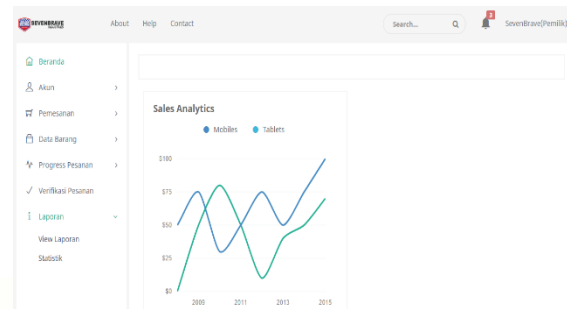 SEVENBRAVE
About Help Contact
Search...
3
SevenBrave(Pemilik)
Beranda
Akun
Pemesanan
Data Barang
Progress Pesanan
Verifikasi Pesanan
Laporan
View Laporan
Statistik
Sales Analytics
Mobiles Tablets
$100
$75
$50
$25
$0
2011 2013 2015